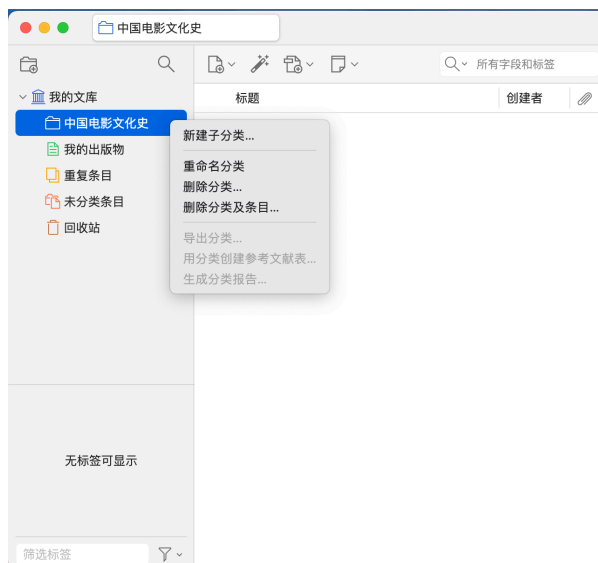 中国电影文化史
所有字段和标签
我的文库
标题
创建者
中国电影文化史
我的出版物
重复条目
未分类条目
回收站
新建子分类...
重命名分类
删除分类...
删除分类及条目...
导出分类...
用分类创建参考文献表...
生成分类报告...
无标签可显示
筛选标签